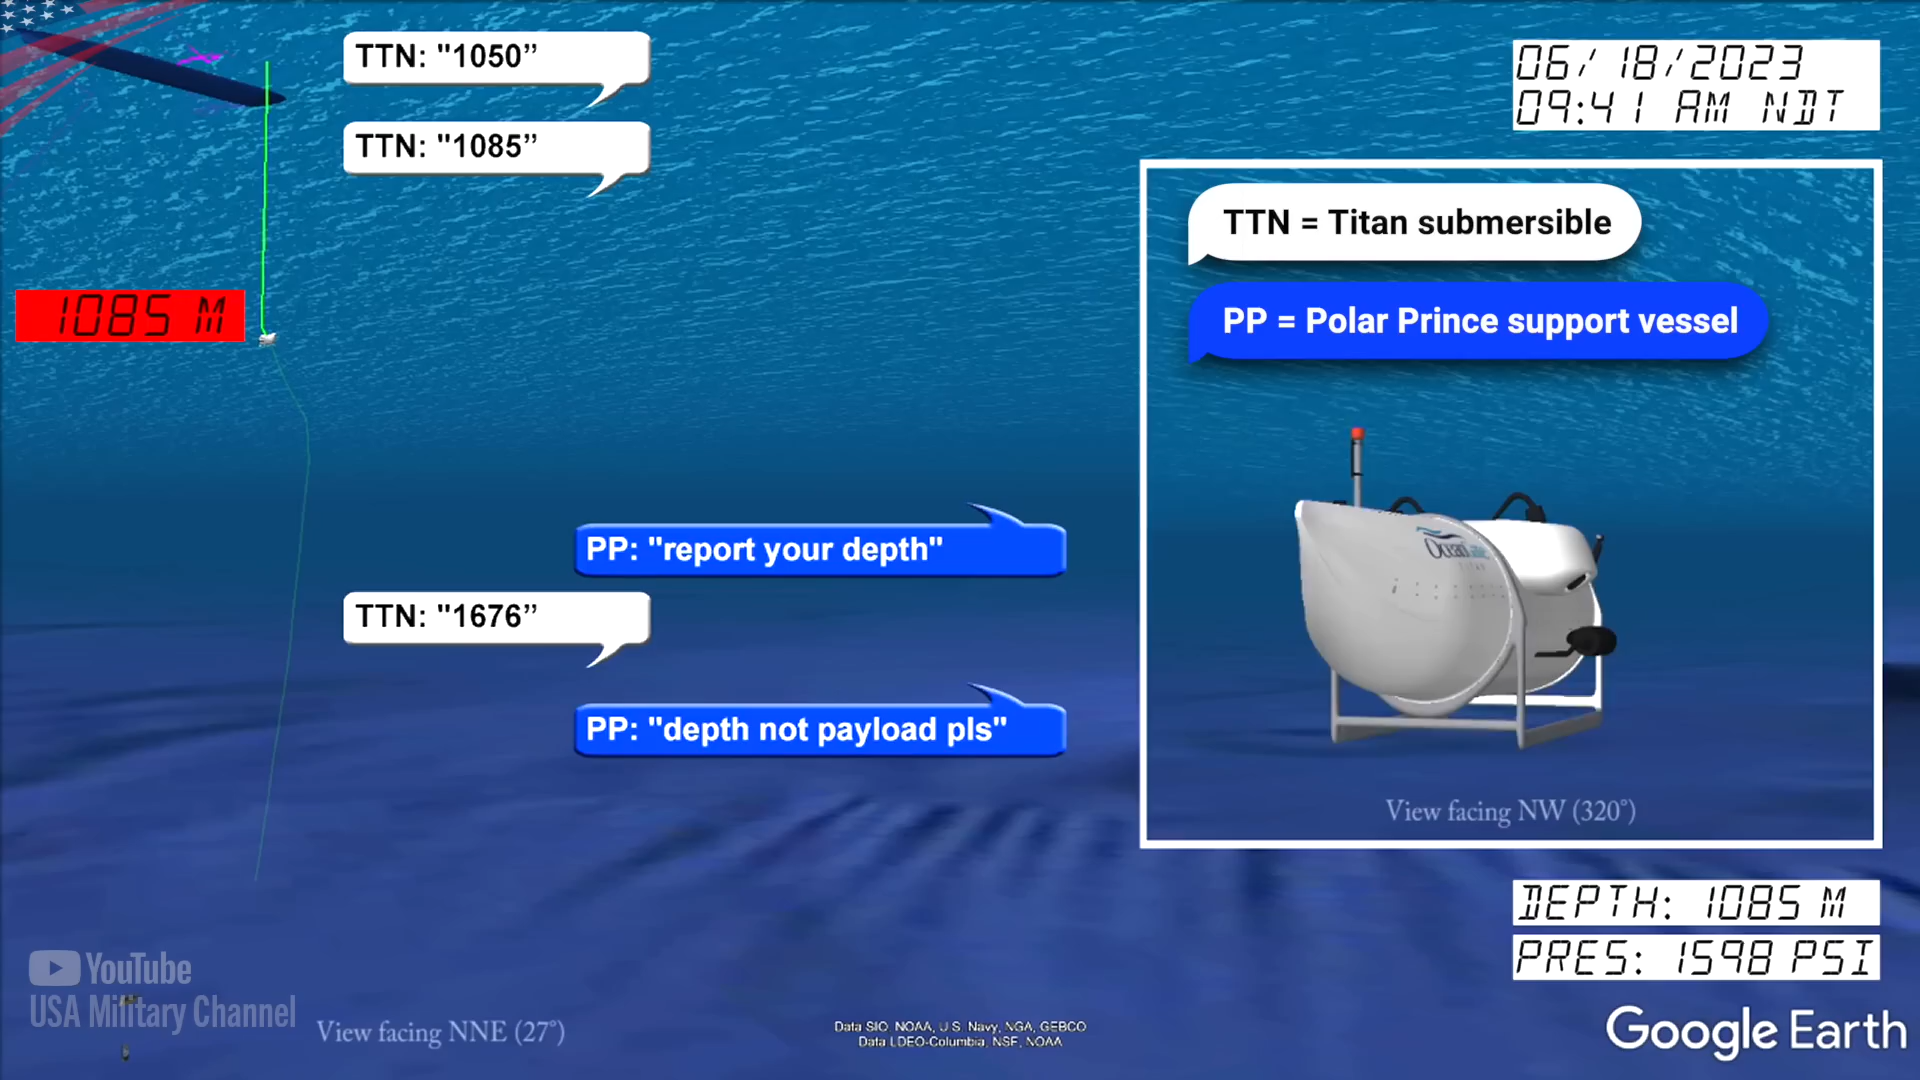 TTN: "1050”
TTN: "1085”
06/18/2023
09:41 AM NDT
TTN = Titan submersible
PP = Polar Prince support vessel
1085 M
PP: "report your depth"
TTN: "1676”
PP: "depth not payload pls"
View facing NW (320°)
DEPTH: 1085 M
PRES: 1598 PSI
YouTube
USA Military Channel
View facing NNE (27°)
Data SIO, NOAA, U.S. Navy, NGA, GEBCO
Data LDEO-Columbia, NSF, NOAA
Google Earth